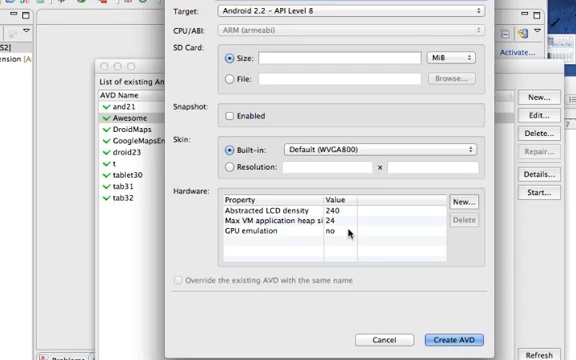 Target: Android 2.2 - API Level 8
CPU/ABI: ARM (armeabi)
SD Card:
Size: MiB
File: Browse...
Snapshot:
Enabled
Skin:
Built-in: Default (WVGA800)
Resolution: x
Hardware:
Property Value
Abstracted LCD density 240
Max VM application heap si 24
GPU emulation no
New...
Delete
Override the existing AVD with the same name
Cancel Create AVD
S2]
ension [A
List of existing An
AVD Name
and21
Awesome
DroidMaps
GoogleMapsEn
droid23
t
tablet30
tab31
tab32
Activate...
New...
Edit...
Delete...
Repair...
Details...
Start...
Refresh
7
Problems